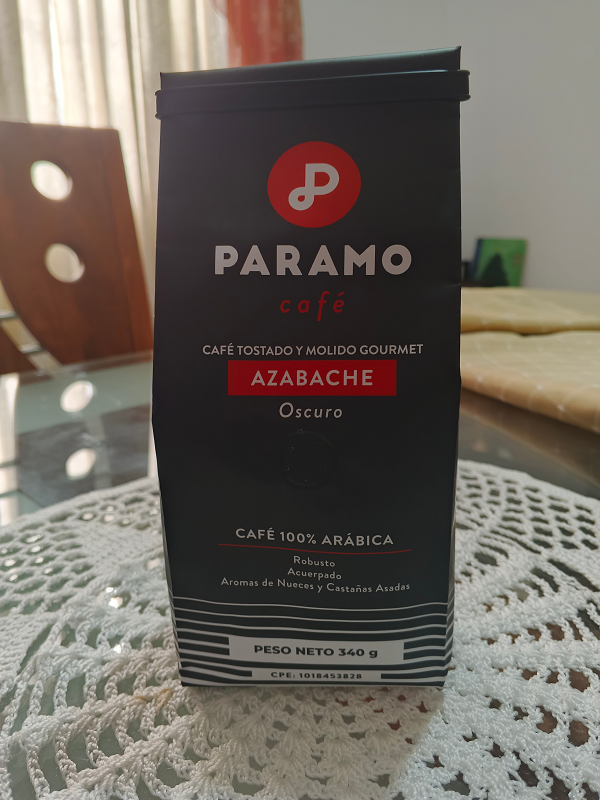 P
PARAMO
café
CAFÉ TOSTADO Y MOLIDO GOURMET
AZABACHE
Oscuro
CAFÉ 100% ARÁBICA
Robusto
Acuerpado
Aromas de Nueces y Castañas Asadas
PESO NETO 340 g
CPE: 1018453828